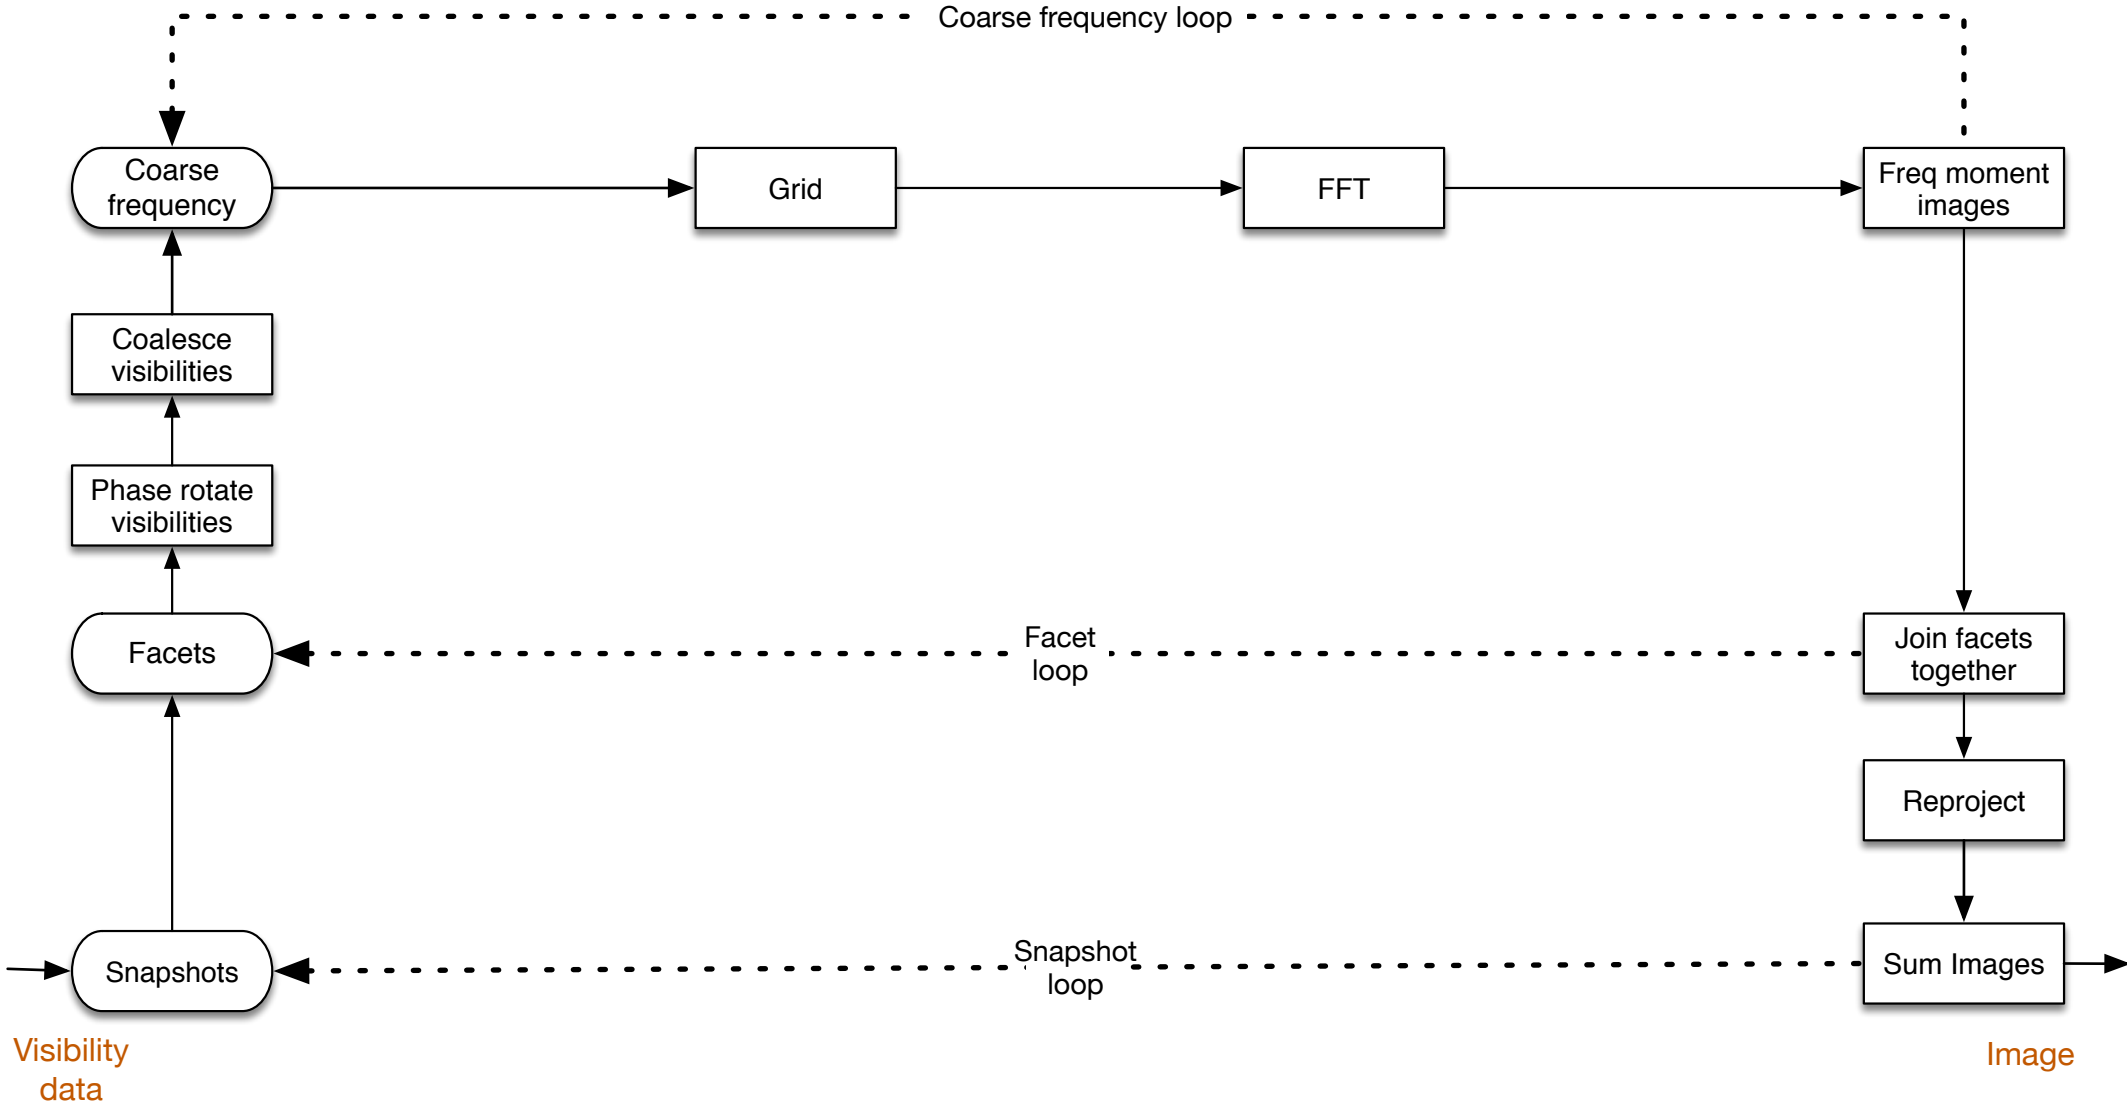 Coarse frequency loop
Coarse
frequency
Grid
FFT
Freq moment
images
Coalesce
visibilities
Phase rotate
visibilities
Facets
Facet
loop
Join facets
together
Reproject
Snapshots
Snapshot
loop
Sum Images
Visibility
data
Image